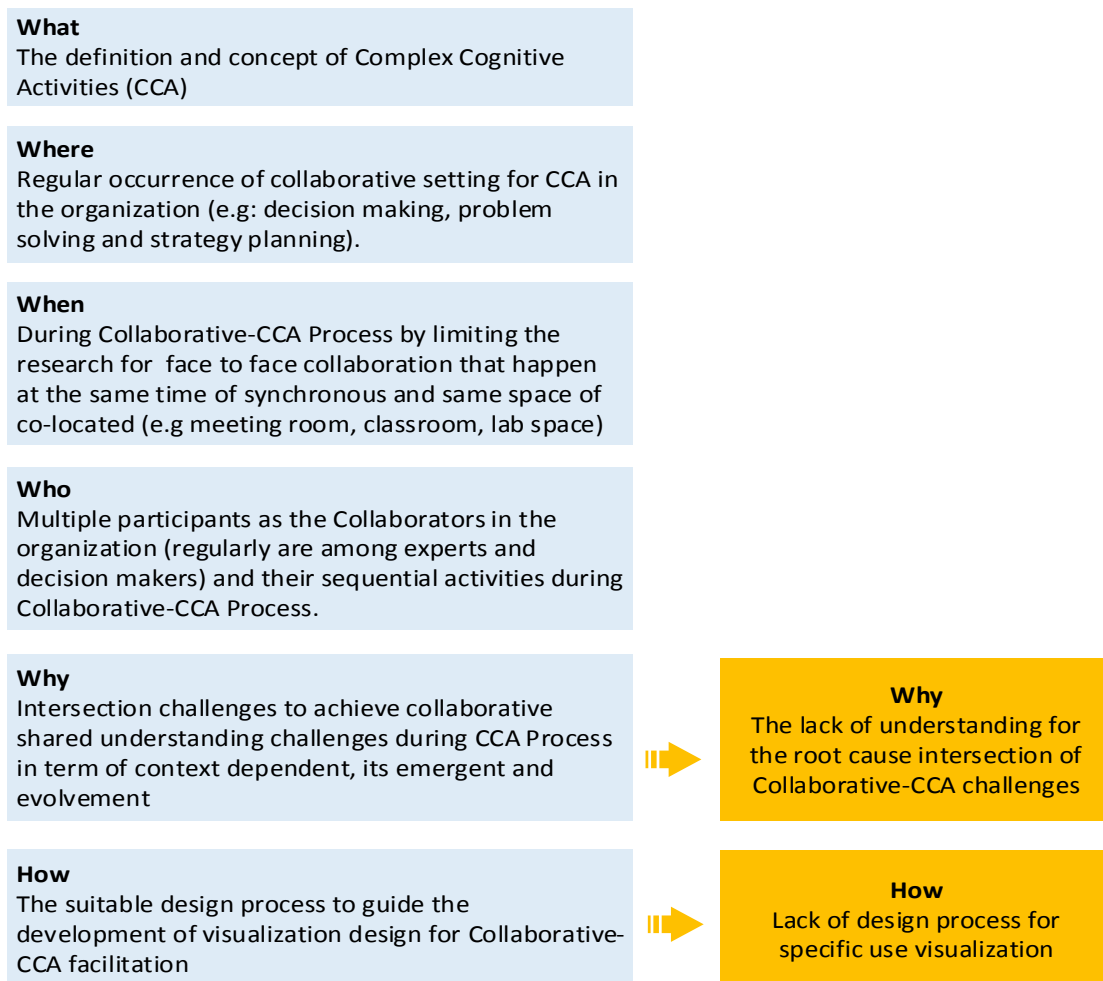 What
The definition and concept of Complex Cognitive
Activities (CCA)
Where
Regular occurrence of collaborative setting for CCA in
the organization (e.g: decision making, problem
solving and strategy planning).
When
During Collaborative-CCA Process by limiting the
research for face to face collaboration that happen
at the same time of synchronous and same space of
co-located (e.g meeting room, classroom, lab space)
Who
Multiple participants as the Collaborators in the
organization (regularly are among experts and
decision makers) and their sequential activities during
Collaborative-CCA Process.
Why
Intersection challenges to achieve collaborative
shared understanding challenges during CCA Process
in term of context dependent, its emergent and
evolvement
Why
The lack of understanding for
the root cause intersection of
Collaborative-CCA challenges
How
The suitable design process to guide the
development of visualization design for Collaborative-
CCA facilitation
How
Lack of design process for
specific use visualization